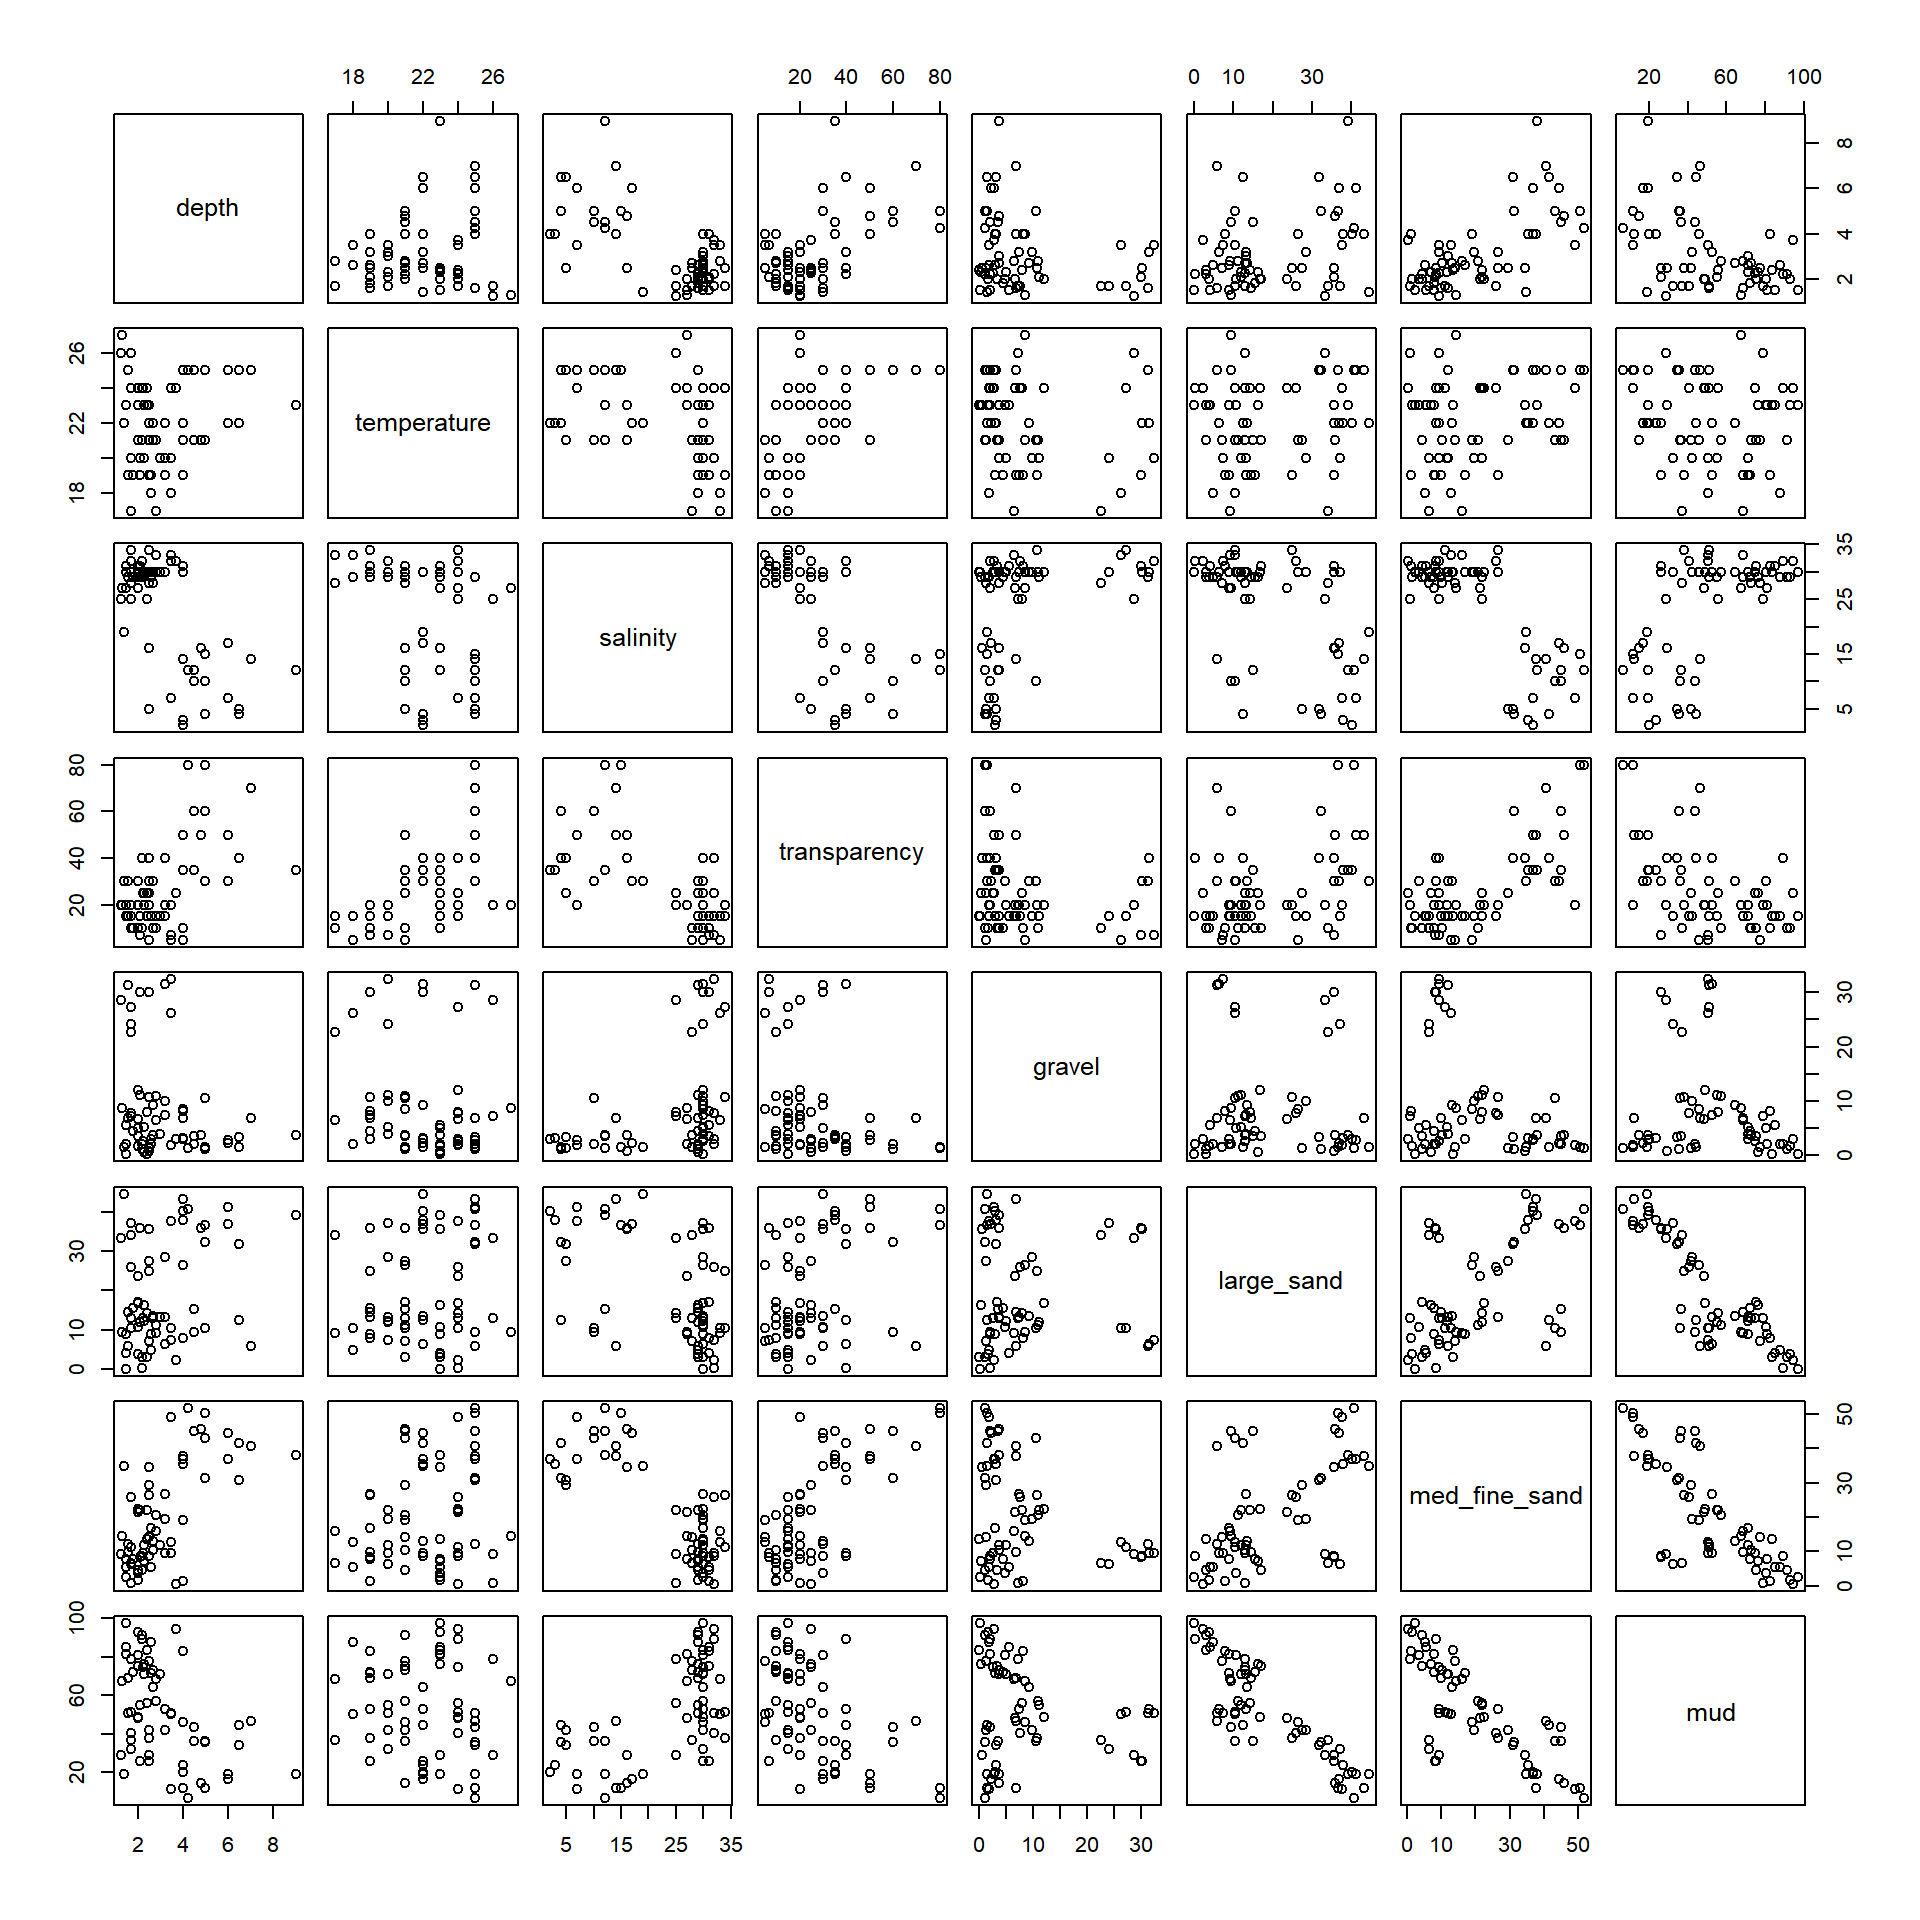 18 22 26 20 40 60 80 0 10 30 20 60 100
depth 2 4 6 8
18 22 26 temperature
salinity 5 15 25 35
20 40 60 80 transparency
gravel 0 10 20 30
0 10 30 large_sand
med_fine_sand 0 10 30 50
20 60 100 mud
2 4 6 8 5 15 25 35 0 10 20 30 0 10 30 50